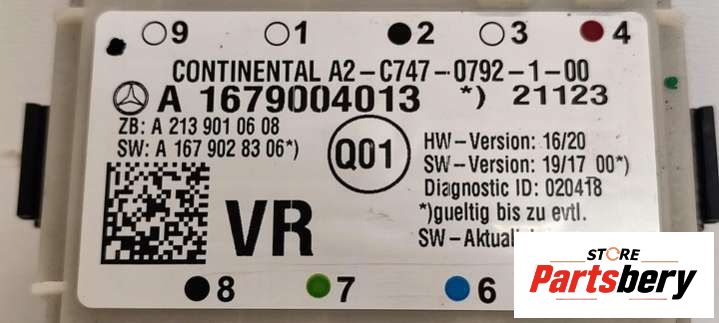 9 1 2 3 4
CONTINENTAL A2-C747-0792-1-00
A 1679004013 *) 21123
ZB: A 213 901 06 08
SW: A 167 902 83 06*)
Q01
HW-Version: 16/20
SW-Version: 19/17 00*)
Diagnostic ID: 020418
*)gueltig bis zu evtl.
VR
8 7 6
STORE
Partsbery